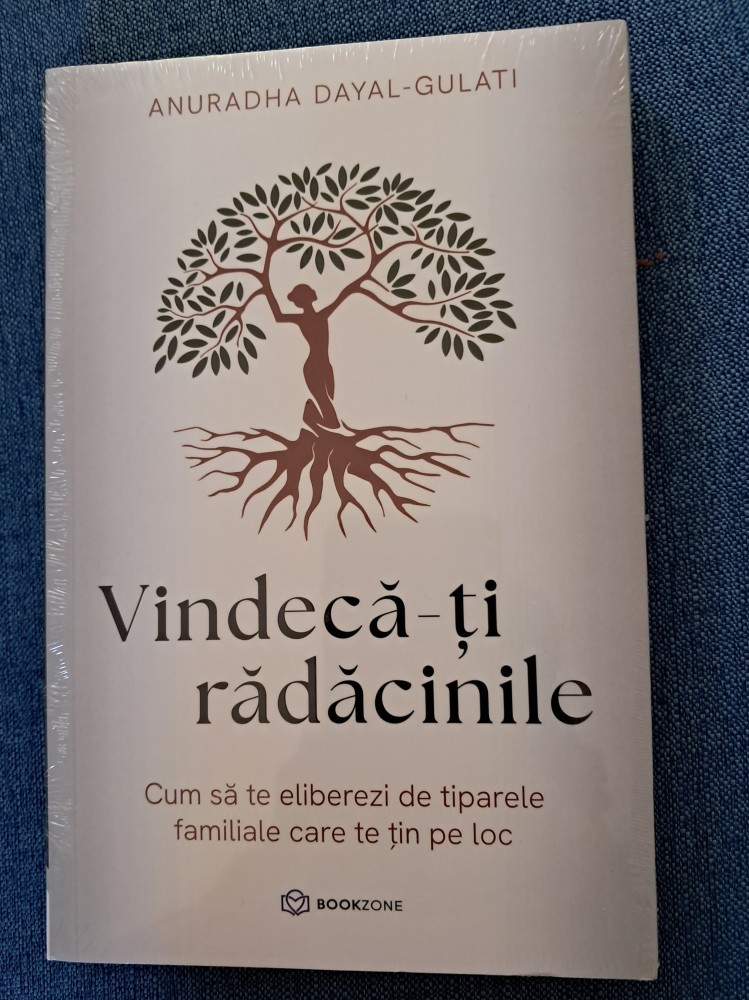 ANURADHA DAYAL-GULATI
Vindecă-ți
rădăcinile
Cum să te eliberezi de tiparele
familiale care te țin pe loc
BOOKZONE